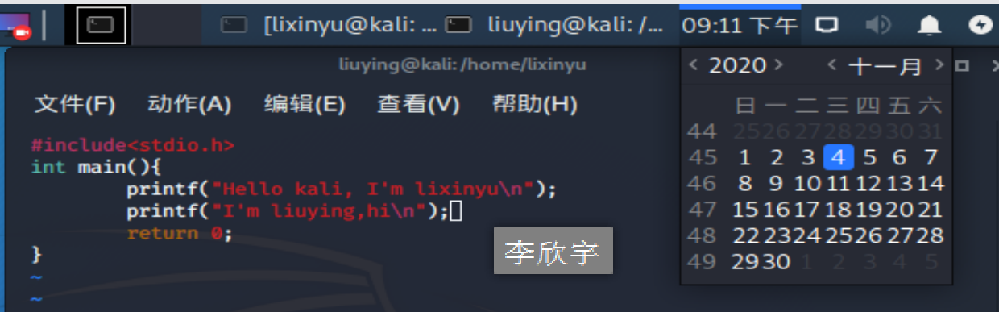 [lixinyu@kali: ... liuying@kali: /... 09:11 下午
liuying@kali: /home/lixinyu
文件(F) 动作(A) 编辑(E) 查看(V) 帮助(H)
#include<stdio.h>
int main(){
printf("Hello kali, I'm lixinyu\n");
printf("I'm liuying,hi\n");
return 0;
}
~
~
李欣宇
< 2020 > < 十一月 >
日 一 二 三 四 五 六
44 25 26 27 28 29 30 31
45 1 2 3 4 5 6 7
46 8 9 10 11 12 13 14
47 15 16 17 18 19 20 21
48 22 23 24 25 26 27 28
49 29 30 1 2 3 4 5